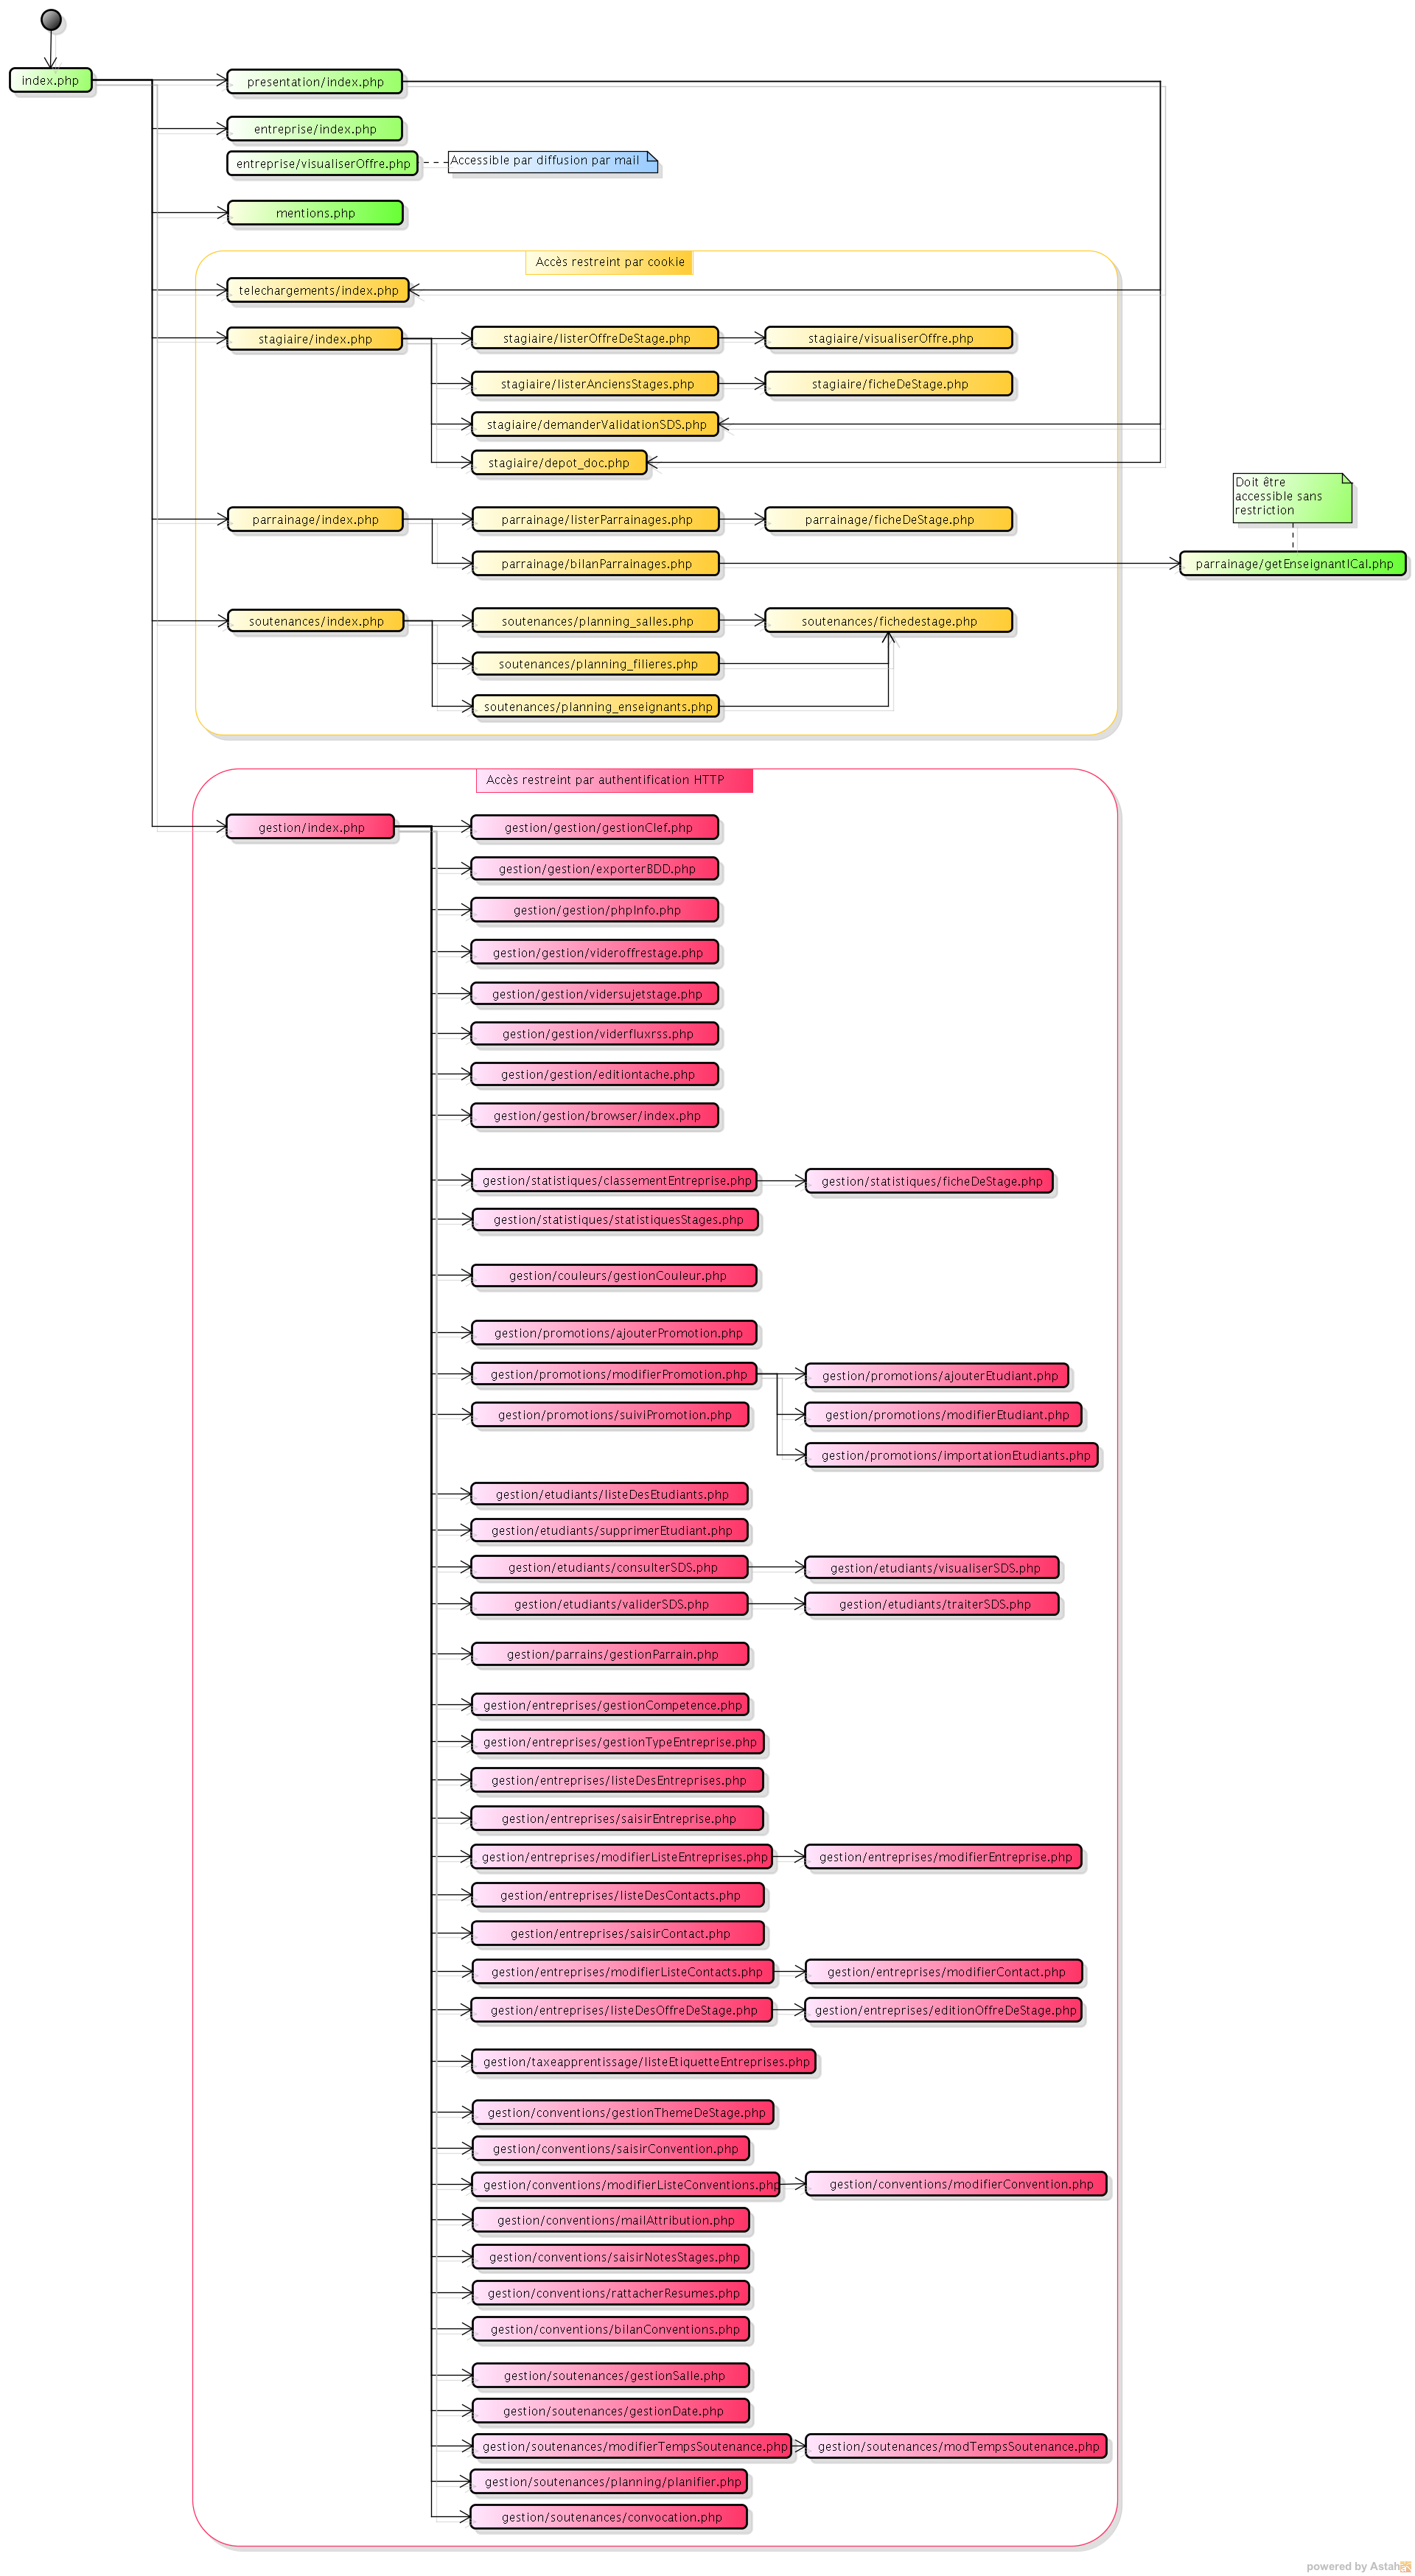 index.php
presentation/index.php
entreprise/index.php
entreprise/visualiserOffre.php
Accessible par diffusion par mail
mentions.php
Accès restreint par cookie
telechargements/index.php
stagiaire/index.php
stagiaire/listerOffreDeStage.php
stagiaire/visualiserOffre.php
stagiaire/listerAnciensStages.php
stagiaire/ficheDeStage.php
stagiaire/demanderValidationSDS.php
stagiaire/depot_doc.php
Doit être
accessible sans
restriction
parrainage/index.php
parrainage/listerParrainages.php
parrainage/ficheDeStage.php
parrainage/bilanParrainages.php
parrainage/getEnseignantICal.php
soutenances/index.php
soutenances/planning_salles.php
soutenances/fichedestage.php
soutenances/planning_filieres.php
soutenances/planning_enseignants.php
Accès restreint par authentification HTTP
gestion/index.php
gestion/gestion/gestionClef.php
gestion/gestion/exporterBDD.php
gestion/gestion/phpInfo.php
gestion/gestion/videroffrestage.php
gestion/gestion/vidersujetstage.php
gestion/gestion/viderfluxrss.php
gestion/gestion/editiontache.php
gestion/gestion/browser/index.php
gestion/statistiques/classementEntreprise.php
gestion/statistiques/ficheDeStage.php
gestion/statistiques/statistiquesStages.php
gestion/couleurs/gestionCouleur.php
gestion/promotions/ajouterPromotion.php
gestion/promotions/modifierPromotion.php
gestion/promotions/ajouterEtudiant.php
gestion/promotions/suiviPromotion.php
gestion/promotions/modifierEtudiant.php
gestion/promotions/importationEtudiants.php
gestion/etudiants/listeDesEtudiants.php
gestion/etudiants/supprimerEtudiant.php
gestion/etudiants/consulterSDS.php
gestion/etudiants/visualiserSDS.php
gestion/etudiants/validerSDS.php
gestion/etudiants/traiterSDS.php
gestion/parrains/gestionParrain.php
gestion/entreprises/gestionCompetence.php
gestion/entreprises/gestionTypeEntreprise.php
gestion/entreprises/listeDesEntreprises.php
gestion/entreprises/saisirEntreprise.php
gestion/entreprises/modifierListeEntreprises.php
gestion/entreprises/modifierEntreprise.php
gestion/entreprises/listeDesContacts.php
gestion/entreprises/saisirContact.php
gestion/entreprises/modifierListeContacts.php
gestion/entreprises/modifierContact.php
gestion/entreprises/listeDesOffreDeStage.php
gestion/entreprises/editionOffreDeStage.php
gestion/taxeapprentissage/listeEtiquetteEntreprises.php
gestion/conventions/gestionThemeDeStage.php
gestion/conventions/saisirConvention.php
gestion/conventions/modifierListeConventions.php
gestion/conventions/modifierConvention.php
gestion/conventions/mailAttribution.php
gestion/conventions/saisirNotesStages.php
gestion/conventions/rattacherResumes.php
gestion/conventions/bilanConventions.php
gestion/soutenances/gestionSalle.php
gestion/soutenances/gestionDate.php
gestion/soutenances/modifierTempsSoutenance.php
gestion/soutenances/modTempsSoutenance.php
gestion/soutenances/planning/planifier.php
gestion/soutenances/convocation.php
powered by Astah